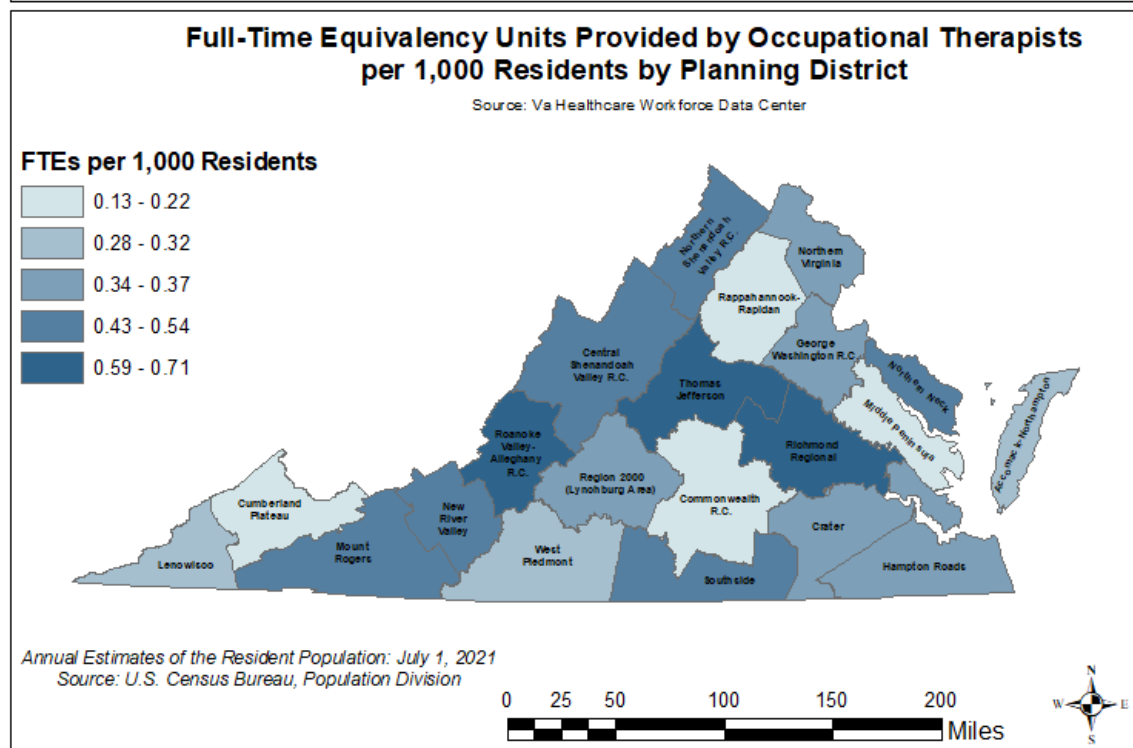 Full-Time Equivalency Units Provided by Occupational Therapists
per 1,000 Residents by Planning District
Source: Va Healthcare Workforce Data Center
FTEs per 1,000 Residents
0.13 - 0.22
0.28 - 0.32
0.34 - 0.37
0.43 - 0.54
0.59 - 0.71
Northern
Shenandoah
Valley R.C.
Northern
Virginia
Rappahannock-
Rapidan
George
Washington R.C.
Northern Neck
Central
Shenandoah
Valley R.C.
Thomas
Jefferson
Middle Peninsula
Accomack-Northampton
Roanoke
Valley-
Alleghany
R.C.
Richmond
Regional
Region 2000
(Lynchburg Area)
Commonwealth
R.C.
Cumberland
Plateau
New
River
Valley
Crater
Lenowisco
Mount
Rogers
West
Piedmont
Southside
Hampton Roads
Annual Estimates of the Resident Population: July 1, 2021
Source: U.S. Census Bureau, Population Division
0 25 50 100 150 200
Miles
N
W E
S